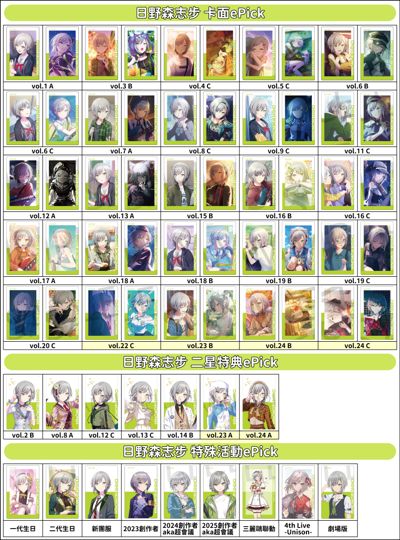 日野森志步 卡面ePick
vol.1 A
vol.3 B
vol.4 C
vol.5 C
vol.6 B
vol.6 C
vol.7 A
vol.8 C
vol.9 C
vol.11 C
vol.12 A
vol.13 A
vol.15 B
vol.16 B
vol.16 C
vol.17 A
vol.18 A
vol.18 B
vol.19 B
vol.19 C
vol.20 C
vol.22 C
vol.23 B
vol.24 B
vol.24 C
日野森志步 二星特典ePick
vol.2 B
vol.8 A
vol.12 C
vol.13 C
vol.14 B
vol.23 A
vol.24 A
日野森志步 特殊活動ePick
一代生日
二代生日
新團服
2023創作者
2024創作者
aka超會議
2025創作者
aka超會議
三麗鷗聯動
4th Live
-Unison-
劇場版